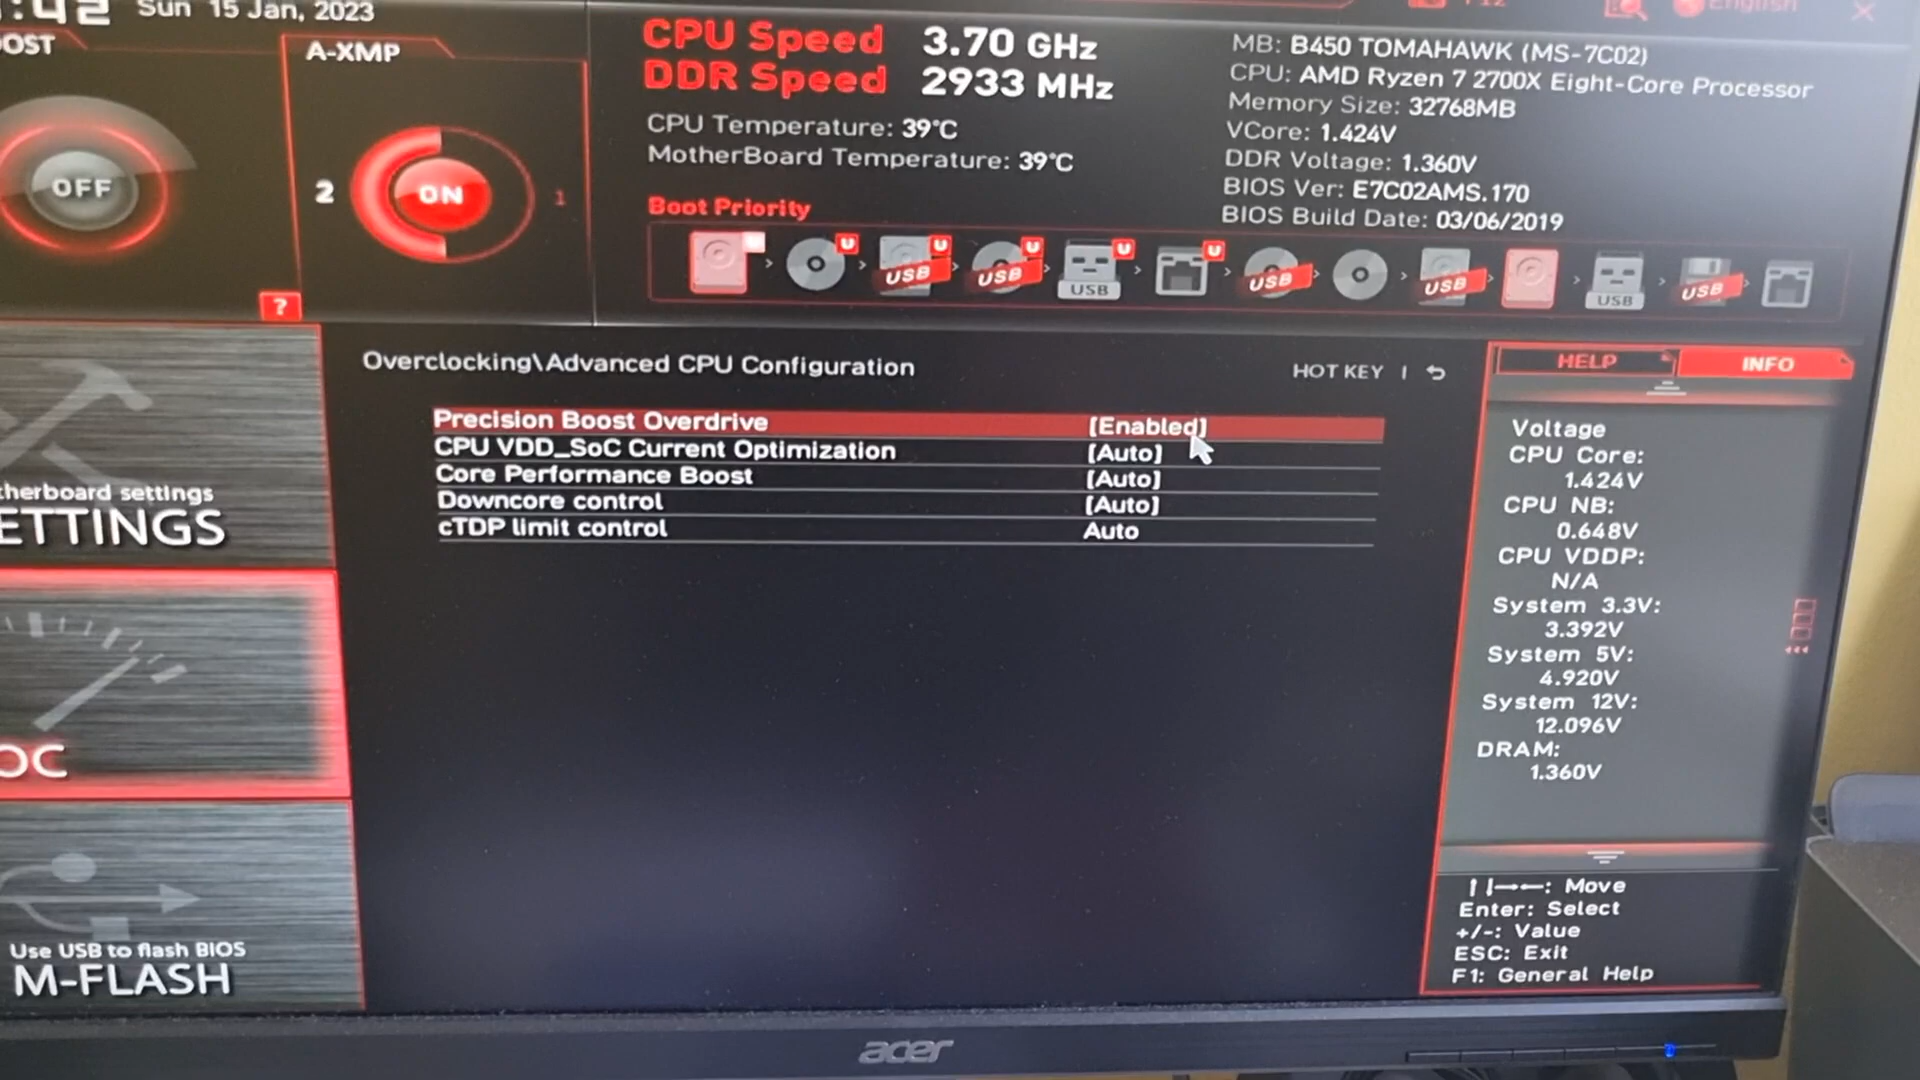 :42
Sun 15 Jan, 2023
OST
A-XMP
OFF
2
ON
1
?
CPU Speed 3.70 GHz
DDR Speed 2933 MHz
CPU Temperature: 39°C
MotherBoard Temperature: 39°C
MB: B450 TOMAHAWK (MS-7C02)
CPU: AMD Ryzen 7 2700X Eight-Core Processor
Memory Size: 32768MB
VCore: 1.424V
DDR Voltage: 1.360V
BIOS Ver: E7C02AMS.170
BIOS Build Date: 03/06/2019
F12
English
X
Boot Priority
U U U U U
USB USB USB USB USB USB USB
therboard settings
ETTINGS
OC
Use USB to flash BIOS
M-FLASH
Overclocking\Advanced CPU Configuration
HOT KEY |
Precision Boost Overdrive [Enabled]
CPU VDD_SoC Current Optimization [Auto]
Core Performance Boost [Auto]
Downcore control [Auto]
cTDP limit control Auto
HELP
INFO
Voltage
CPU Core:
1.424V
CPU NB:
0.648V
CPU VDDP:
N/A
System 3.3V:
3.392V
System 5V:
4.920V
System 12V:
12.096V
DRAM:
1.360V
↑↓→←: Move
Enter: Select
+/-: Value
ESC: Exit
F1: General Help
acer